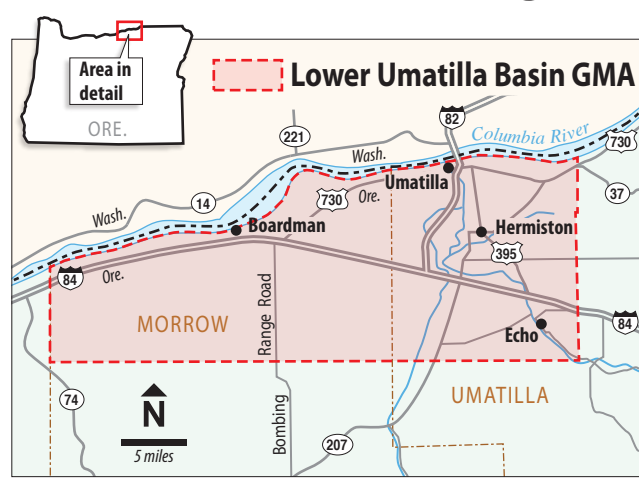 Area in
detail
ORE.
Lower Umatilla Basin GMA
82
Columbia River
730
221
Wash.
Umatilla
37
730
Ore.
14
Wash.
Boardman
Hermiston
395
84
Ore.
Range Road
MORROW
84
Echo
UMATILLA
74
N
Bombing
207
5 miles